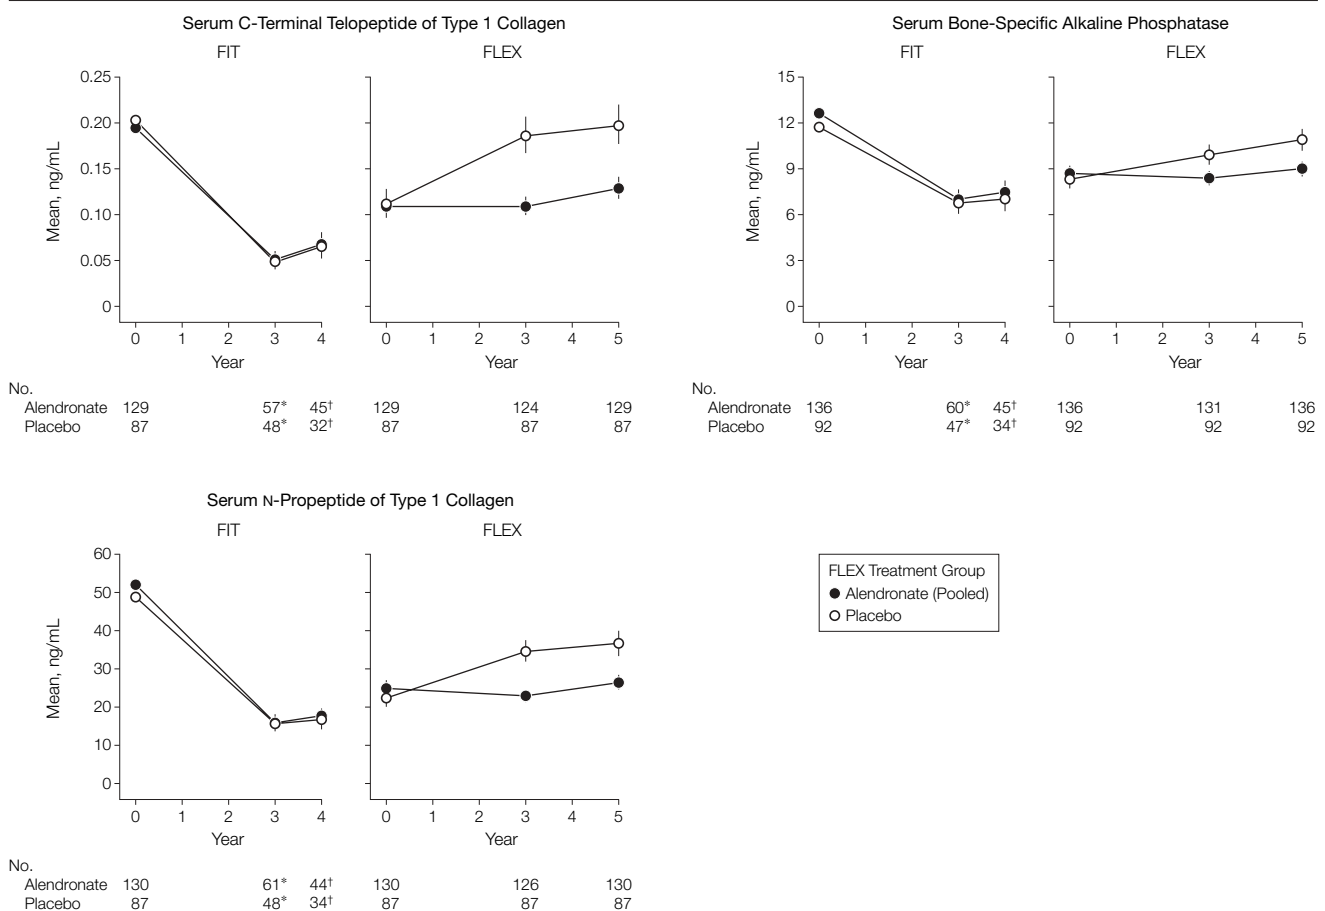 Serum C-Terminal Telopeptide of Type 1 Collagen
FIT FLEX
0.25
0.20
0.15
0.10
0.05
0
Mean, ng/mL
0 1 2 3 4 0 1 2 3 4 5
Year Year
No.
Alendronate 129 57* 45† 129 124 129
Placebo 87 48* 32† 87 87 87
Serum Bone-Specific Alkaline Phosphatase
FIT FLEX
15
12
9
6
3
0
Mean, ng/mL
0 1 2 3 4 0 1 2 3 4 5
Year Year
No.
Alendronate 136 60* 45† 136 131 136
Placebo 92 47* 34† 92 92 92
Serum N-Propeptide of Type 1 Collagen
FIT FLEX
60
50
40
30
20
10
0
Mean, ng/mL
0 1 2 3 4 0 1 2 3 4 5
Year Year
No.
Alendronate 130 61* 44† 130 126 130
Placebo 87 48* 34† 87 87 87
FLEX Treatment Group
Alendronate (Pooled)
Placebo